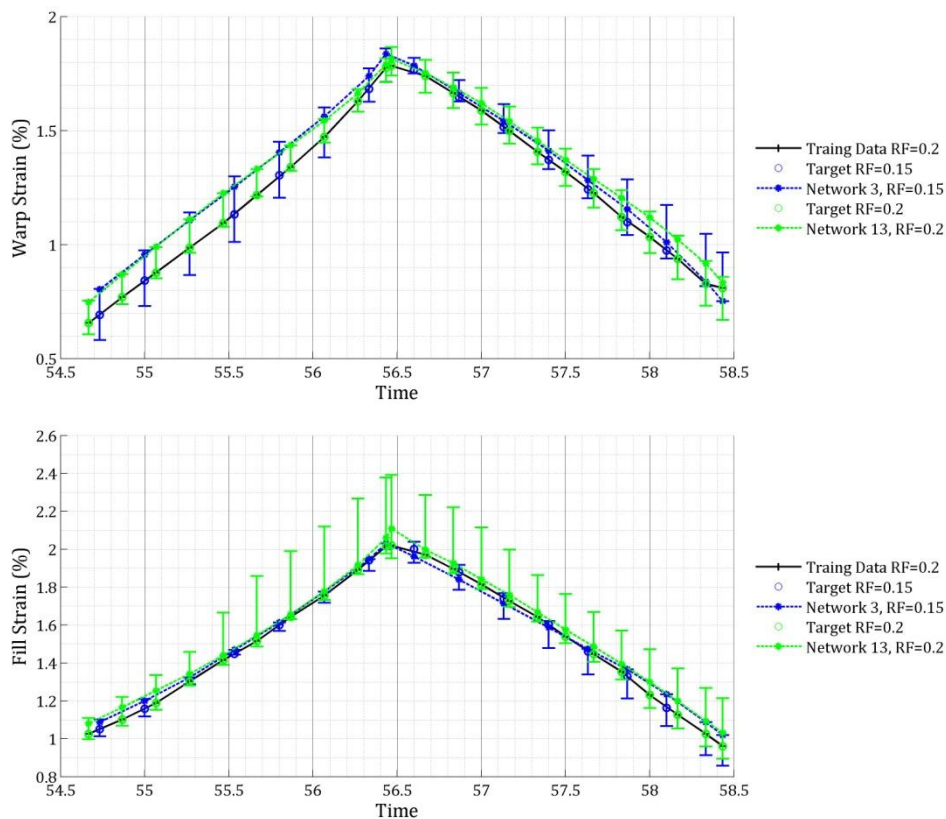 2
1.5
1
0.5
Warp Strain (%)
54.5 55 55.5 56 56.5 57 57.5 58 58.5
Time
Traing Data RF=0.2
Target RF=0.15
Network 3, RF=0.15
Target RF=0.2
Network 13, RF=0.2
2.6
2.4
2.2
2
1.8
1.6
1.4
1.2
1
0.8
Fill Strain (%)
54.5 55 55.5 56 56.5 57 57.5 58 58.5
Time
Traing Data RF=0.2
Target RF=0.15
Network 3, RF=0.15
Target RF=0.2
Network 13, RF=0.2